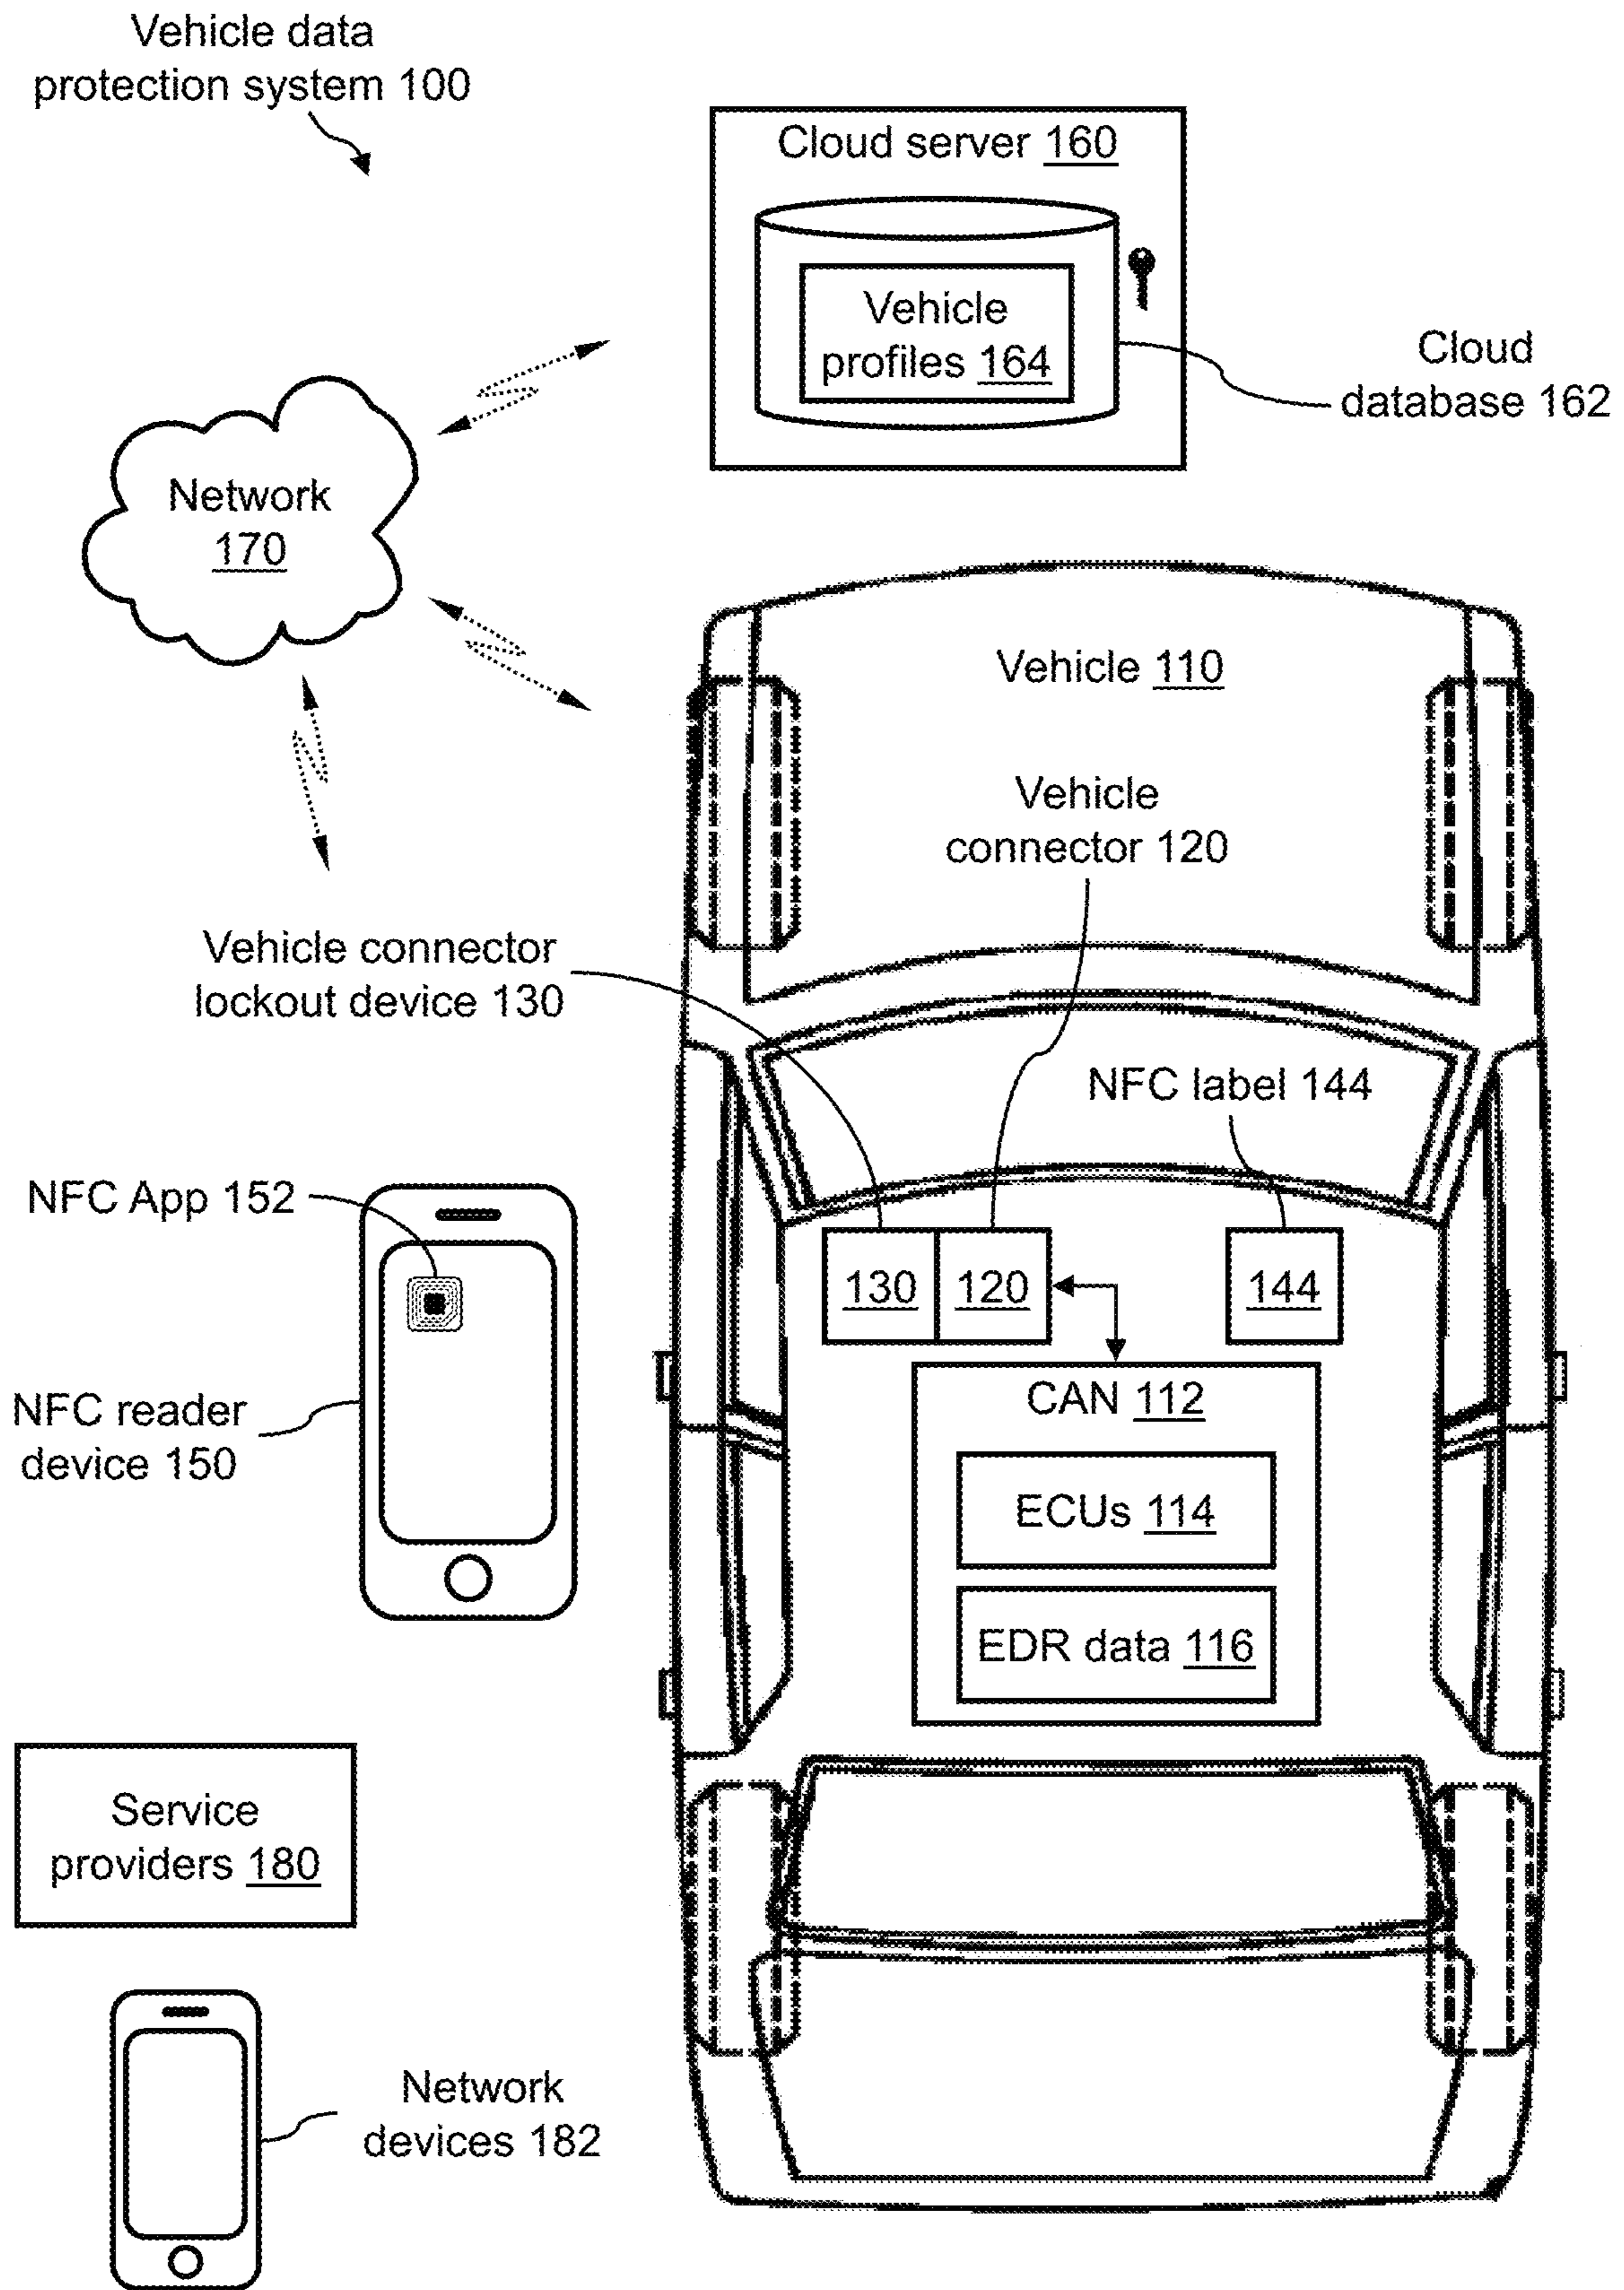 Vehicle data
protection system 100
Cloud server 160
Vehicle
profiles 164
Cloud
database 162
Network
170
Vehicle 110
Vehicle
connector 120
Vehicle connector
lockout device 130
NFC label 144
NFC App 152
130
120
144
CAN 112
NFC reader
device 150
ECUs 114
EDR data 116
Service
providers 180
Network
devices 182